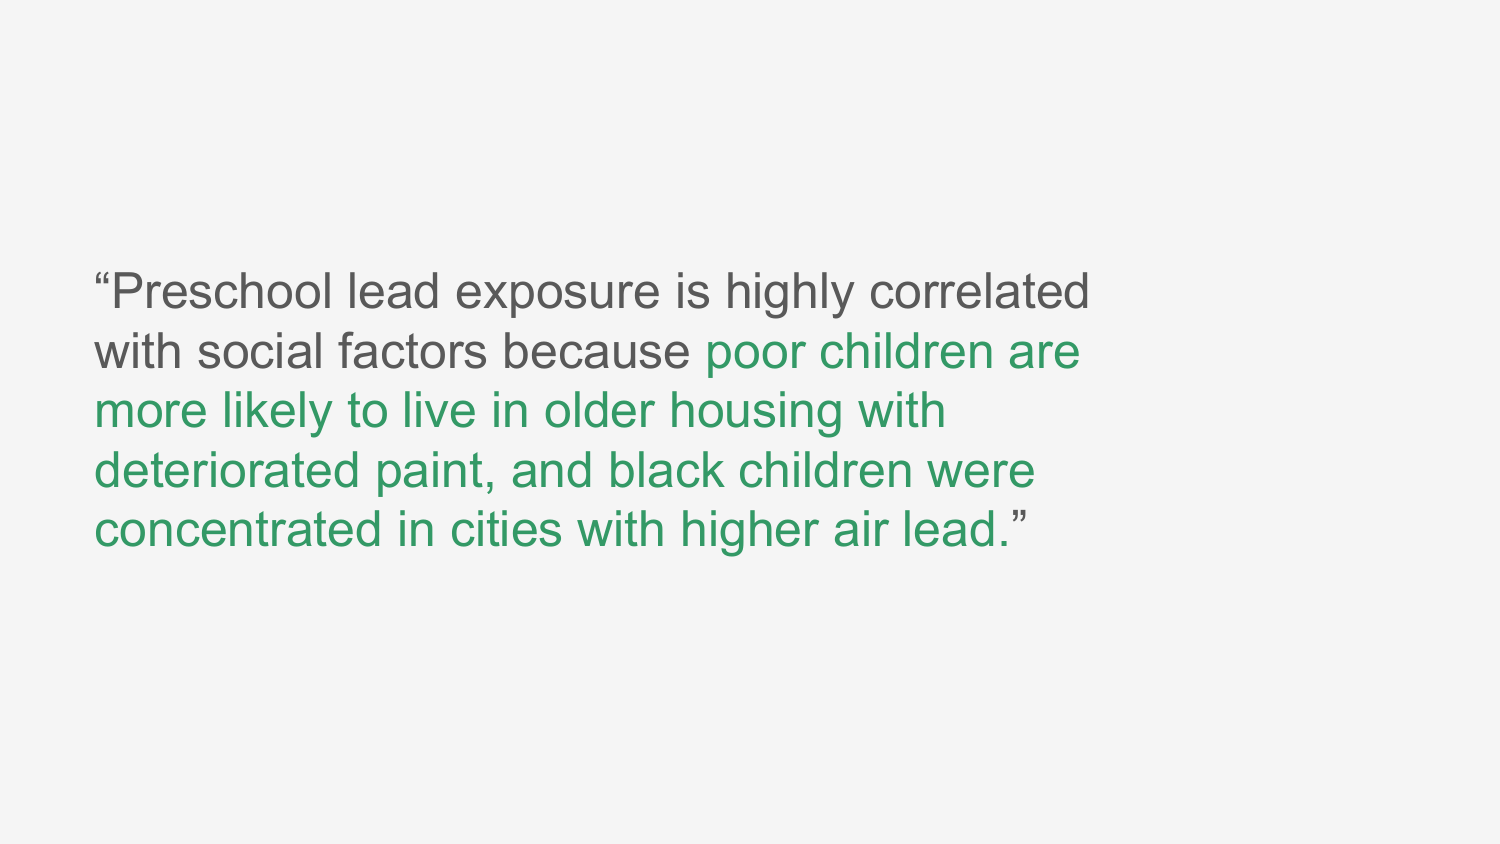 “Preschool lead exposure is highly correlated
with social factors because poor children are
more likely to live in older housing with
deteriorated paint, and black children were
concentrated in cities with higher air lead.”